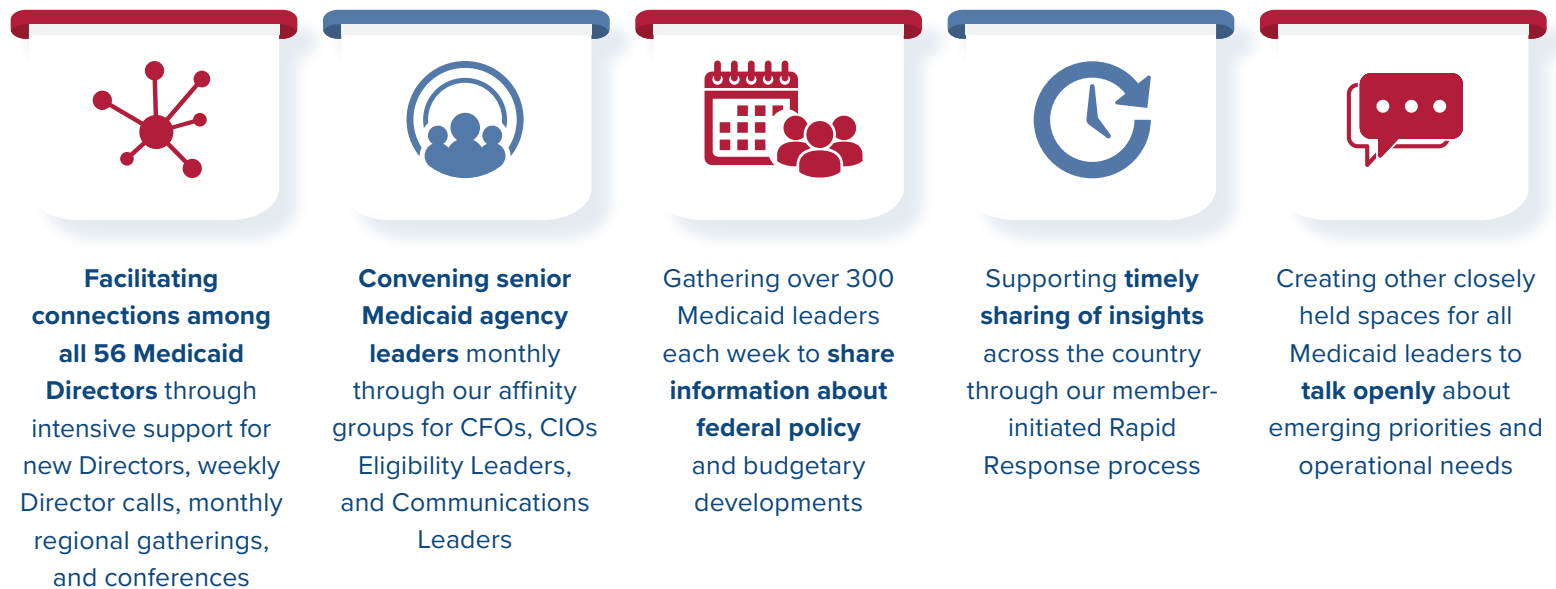 Facilitating
connections among
all 56 Medicaid
Directors through
intensive support for
new Directors, weekly
Director calls, monthly
regional gatherings,
and conferences
Convening senior
Medicaid agency
leaders monthly
through our affinity
groups for CFOs, CIOs
Eligibility Leaders,
and Communications
Leaders
Gathering over 300
Medicaid leaders
each week to share
information about
federal policy
and budgetary
developments
Supporting timely
sharing of insights
across the country
through our member-
initiated Rapid
Response process
Creating other closely
held spaces for all
Medicaid leaders to
talk openly about
emerging priorities and
operational needs